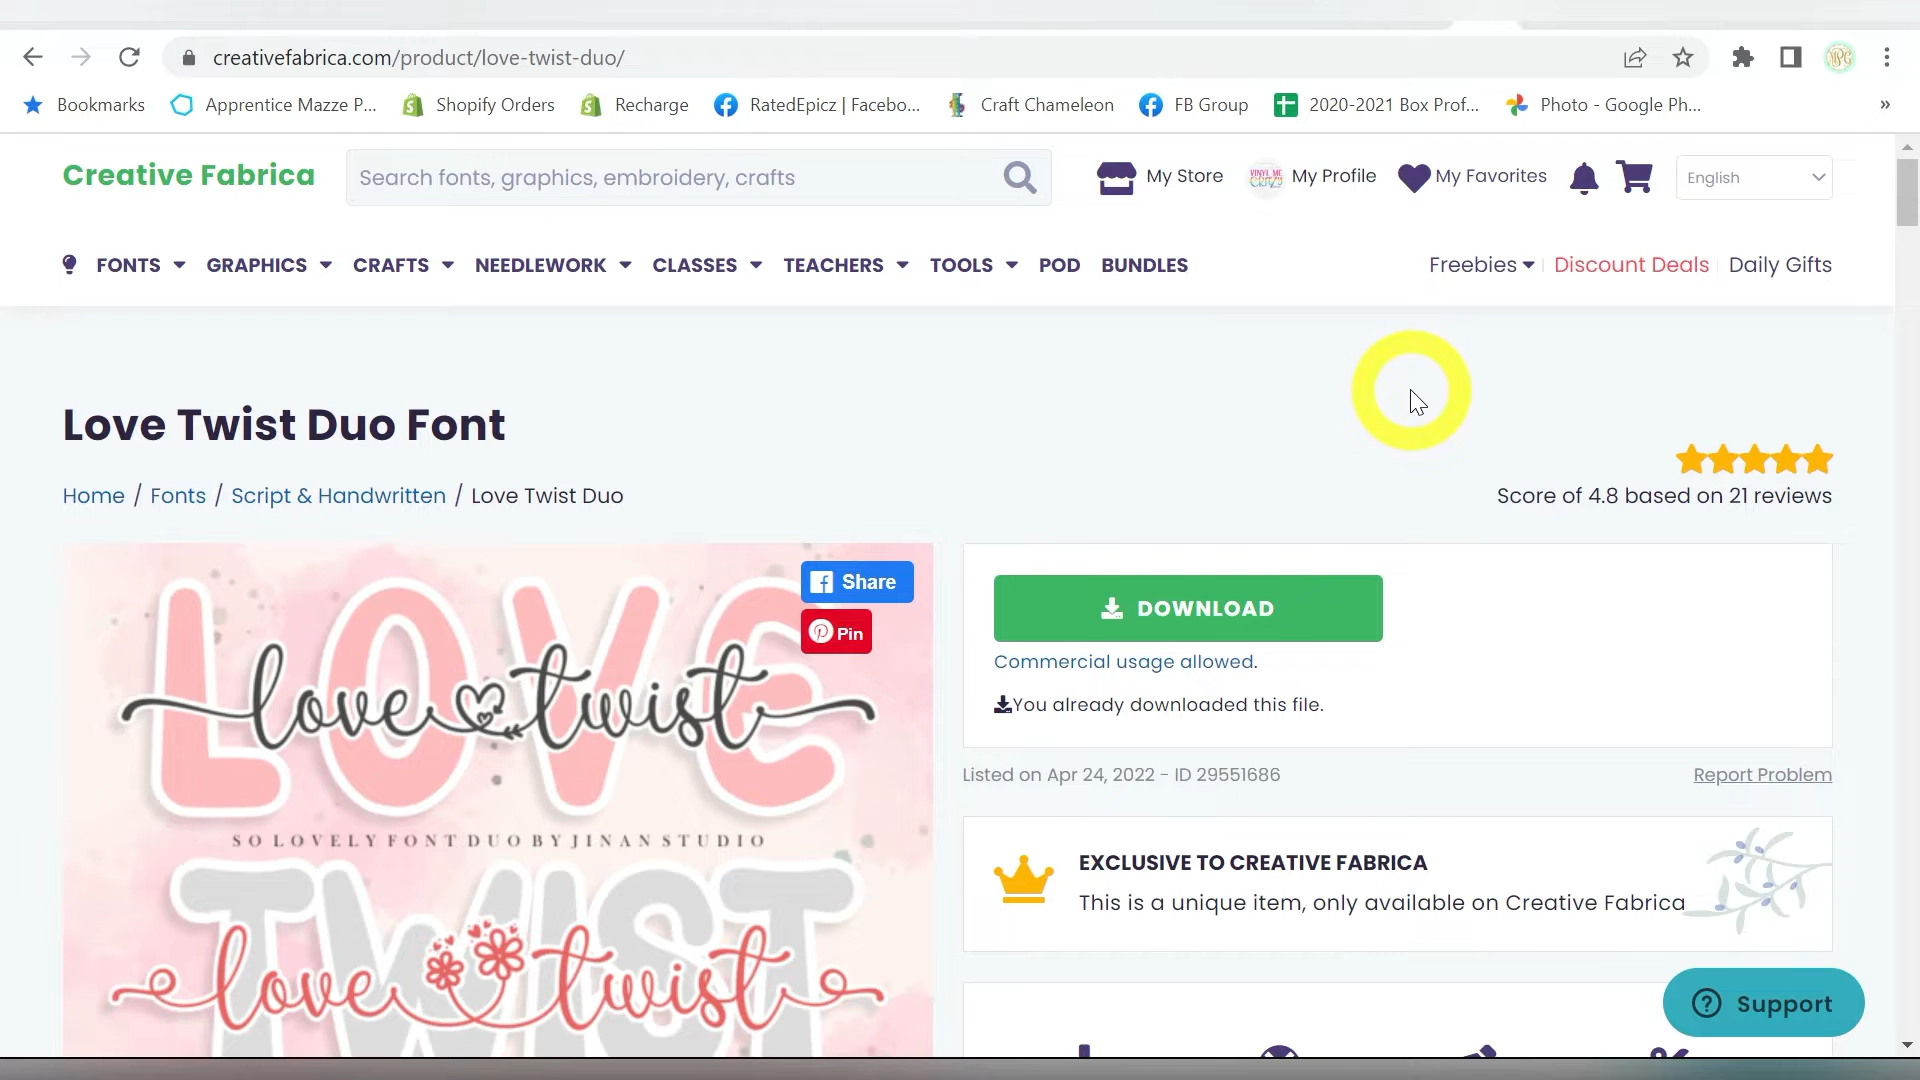 creativefabrica.com/product/love-twist-duo/
Bookmarks Apprentice Mazze P... Shopify Orders Recharge RatedEpicz | Facebo... Craft Chameleon FB Group 2020-2021 Box Prof... Photo - Google Ph... »
Creative Fabrica Search fonts, graphics, embroidery, crafts My Store VINYL ME CRAZY My Profile My Favorites English
FONTS GRAPHICS CRAFTS NEEDLEWORK CLASSES TEACHERS TOOLS POD BUNDLES Freebies Discount Deals Daily Gifts
Love Twist Duo Font
Home / Fonts / Script & Handwritten / Love Twist Duo
Score of 4.8 based on 21 reviews
Share
Pin
LOVE
love twist
SO LOVELY FONT DUO BY JINAN STUDIO
TWIST
love twist
DOWNLOAD
Commercial usage allowed.
You already downloaded this file.
Listed on Apr 24, 2022 - ID 29551686 Report Problem
EXCLUSIVE TO CREATIVE FABRICA
This is a unique item, only available on Creative Fabrica
Support